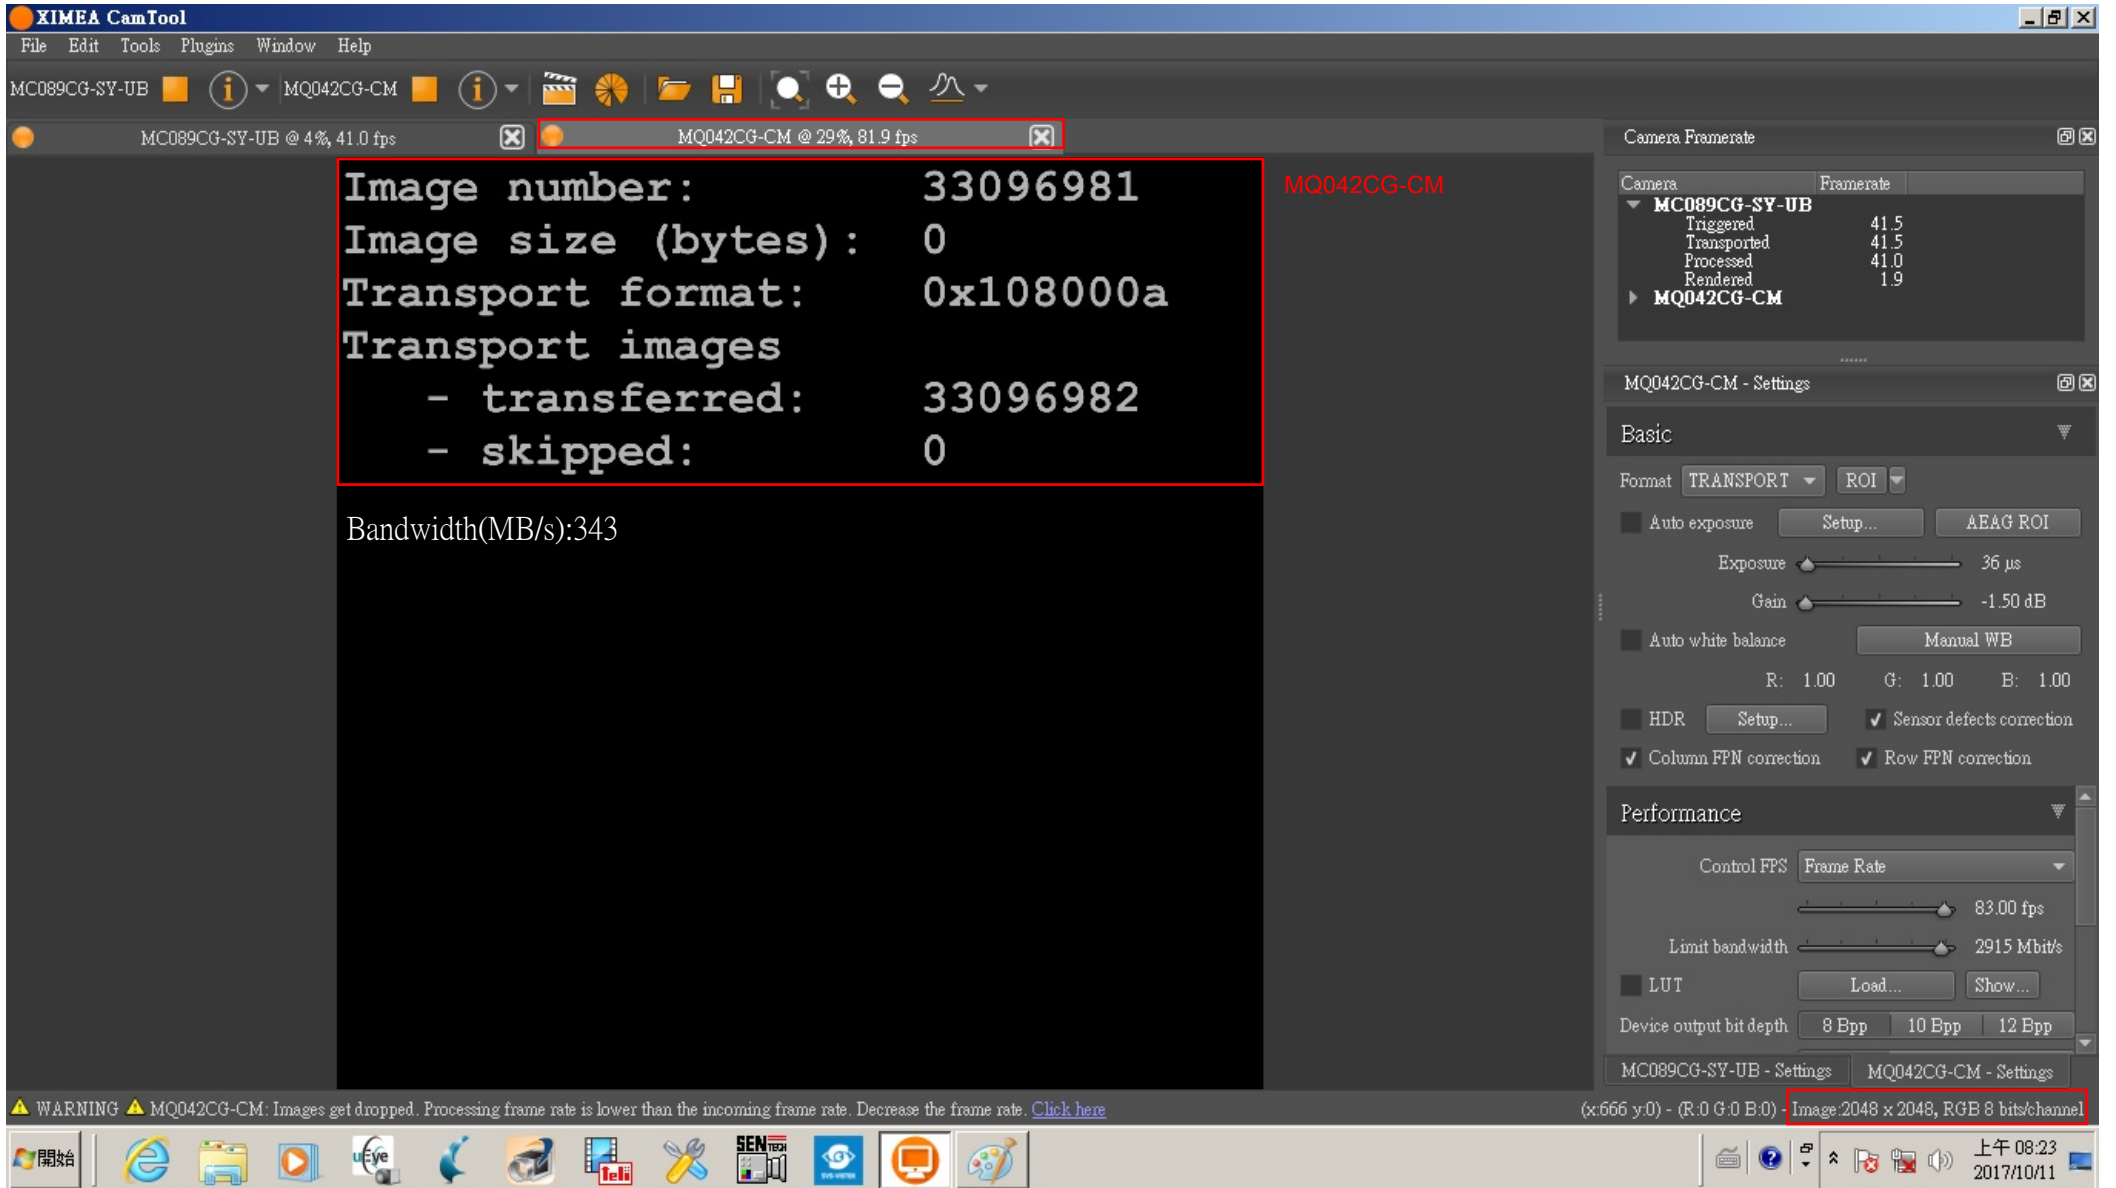 XIMEA CamTool
File Edit Tools Plugins Window Help
MC089CG-SY-UB MQ042CG-CM
MC089CG-SY-UB @ 4%, 41.0 fps
MQ042CG-CM @ 29%, 81.9 fps
Image number: 33096981
Image size (bytes): 0
Transport format: 0x108000a
Transport images
- transferred: 33096982
- skipped: 0
Bandwidth(MB/s):343
MQ042CG-CM
Camera Framerate
Camera Framerate
MC089CG-SY-UB
Triggered 41.5
Transported 41.5
Processed 41.0
Rendered 1.9
MQ042CG-CM
MQ042CG-CM - Settings
Basic
Format TRANSPORT ROI
Auto exposure Setup... AEAG ROI
Exposure 36 µs
Gain -1.50 dB
Auto white balance Manual WB
R: 1.00 G: 1.00 B: 1.00
HDR Setup... Sensor defects correction
Column FPN correction Row FPN correction
Performance
Control FPS Frame Rate
83.00 fps
Limit bandwidth 2915 Mbit/s
LUT Load... Show...
Device output bit depth 8 Bpp 10 Bpp 12 Bpp
MC089CG-SY-UB - Settings MQ042CG-CM - Settings
WARNING MQ042CG-CM: Images get dropped. Processing frame rate is lower than the incoming frame rate. Decrease the frame rate. Click here
(x:666 y:0) - (R:0 G:0 B:0) - Image:2048 x 2048, RGB 8 bits/channel
開始
uEye
Teli
SENTECH
SVS-VISTEK
上午 08:23
2017/10/11